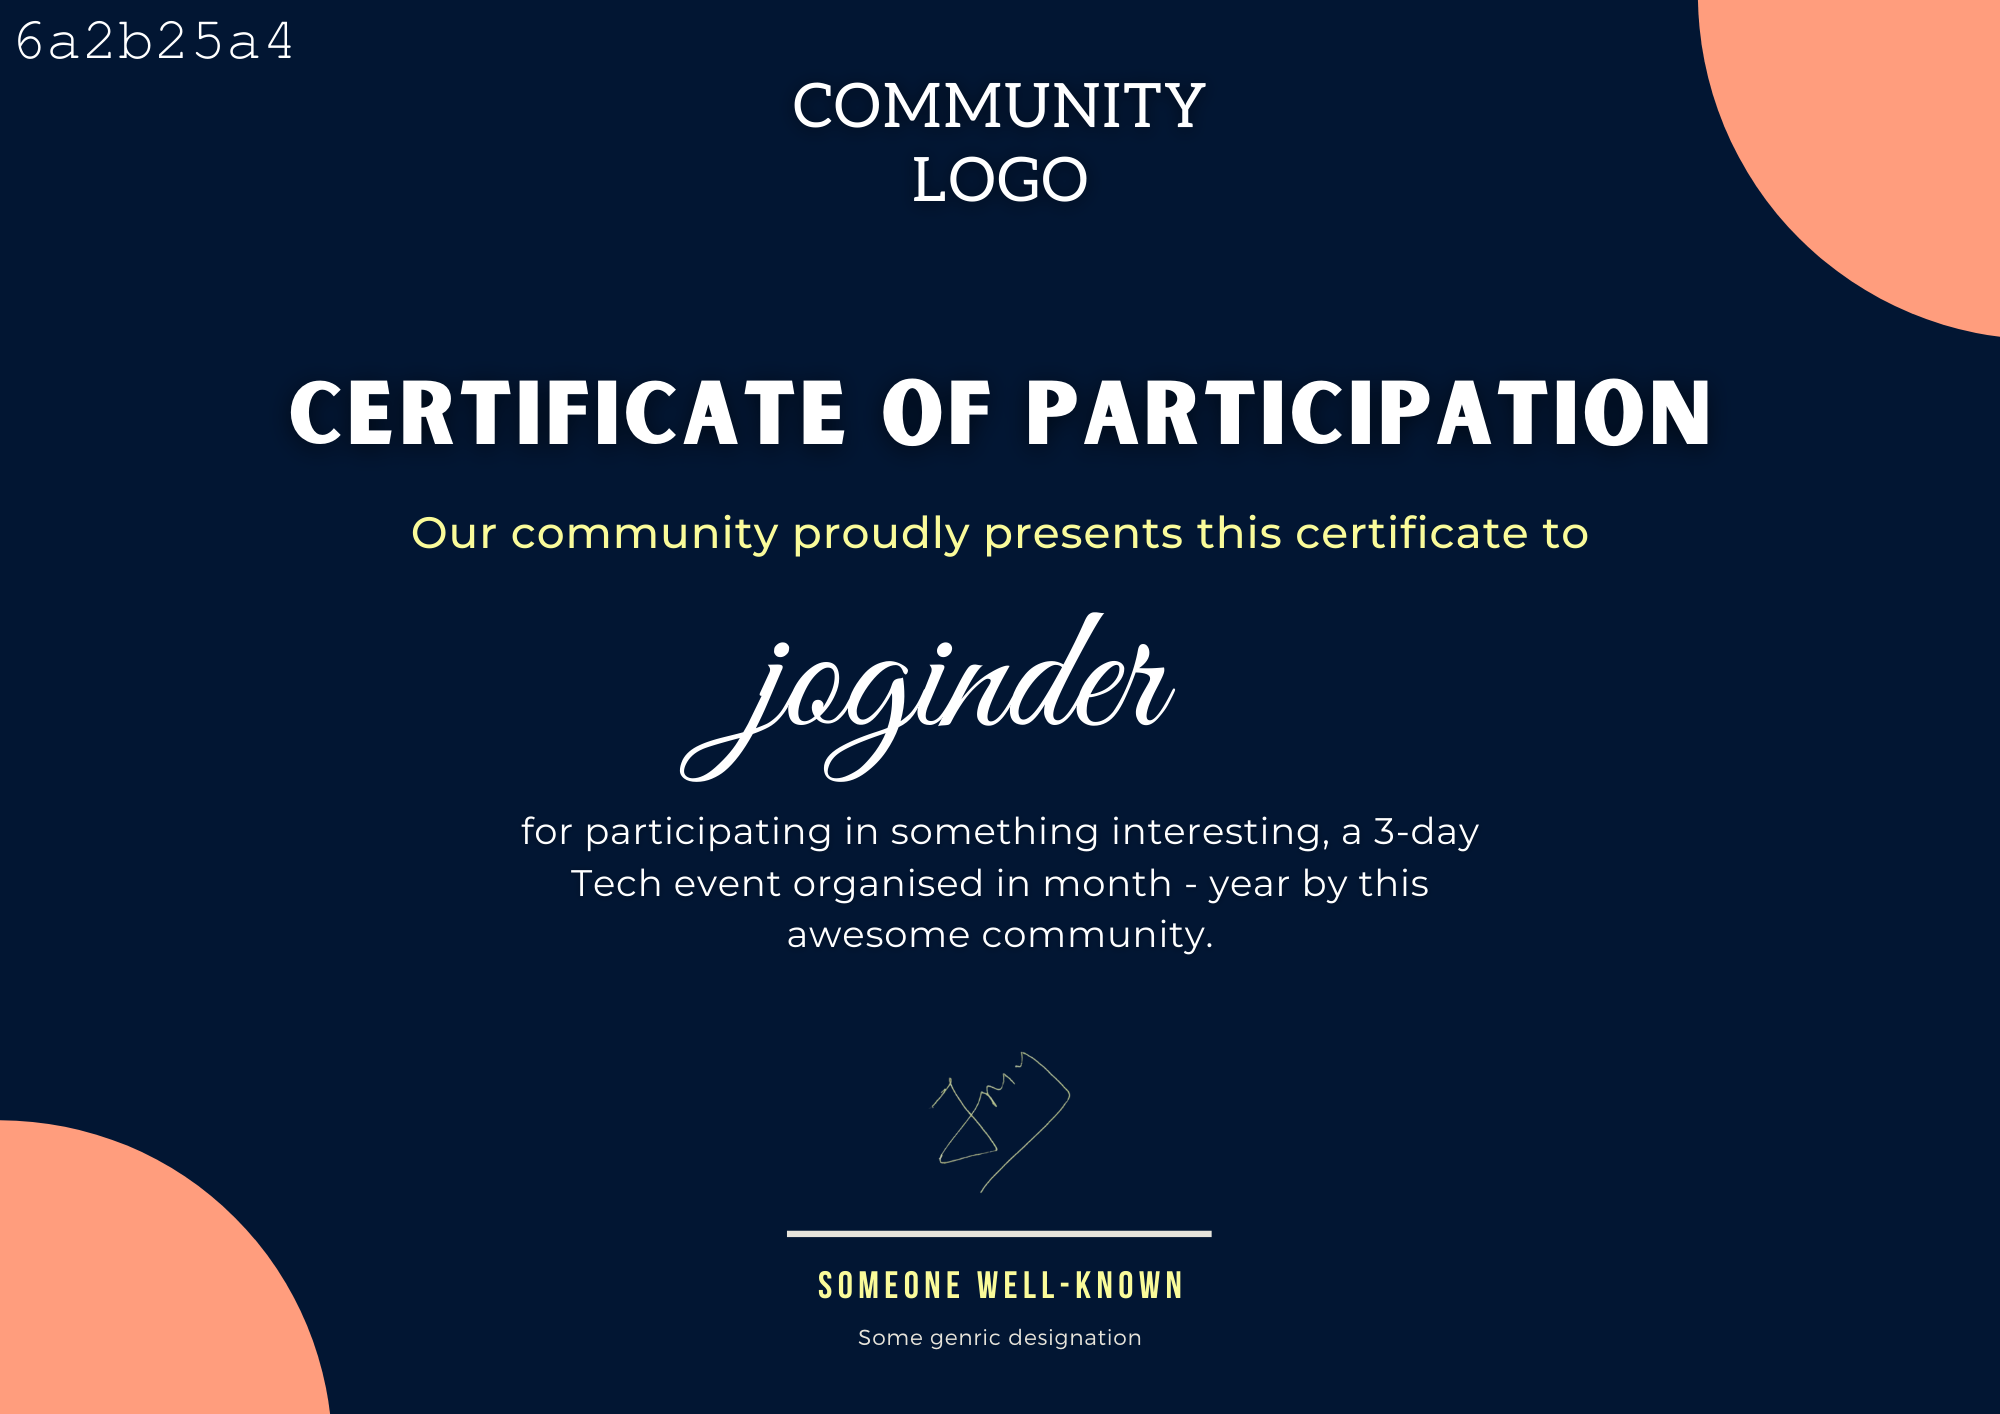 6a2b25a4
COMMUNITY
LOGO
CERTIFICATE OF PARTICIPATION
Our community proudly presents this certificate to
joginder
for participating in something interesting, a 3-day
Tech event organised in month - year by this
awesome community.
SOMEONE WELL-KNOWN
Some genric designation